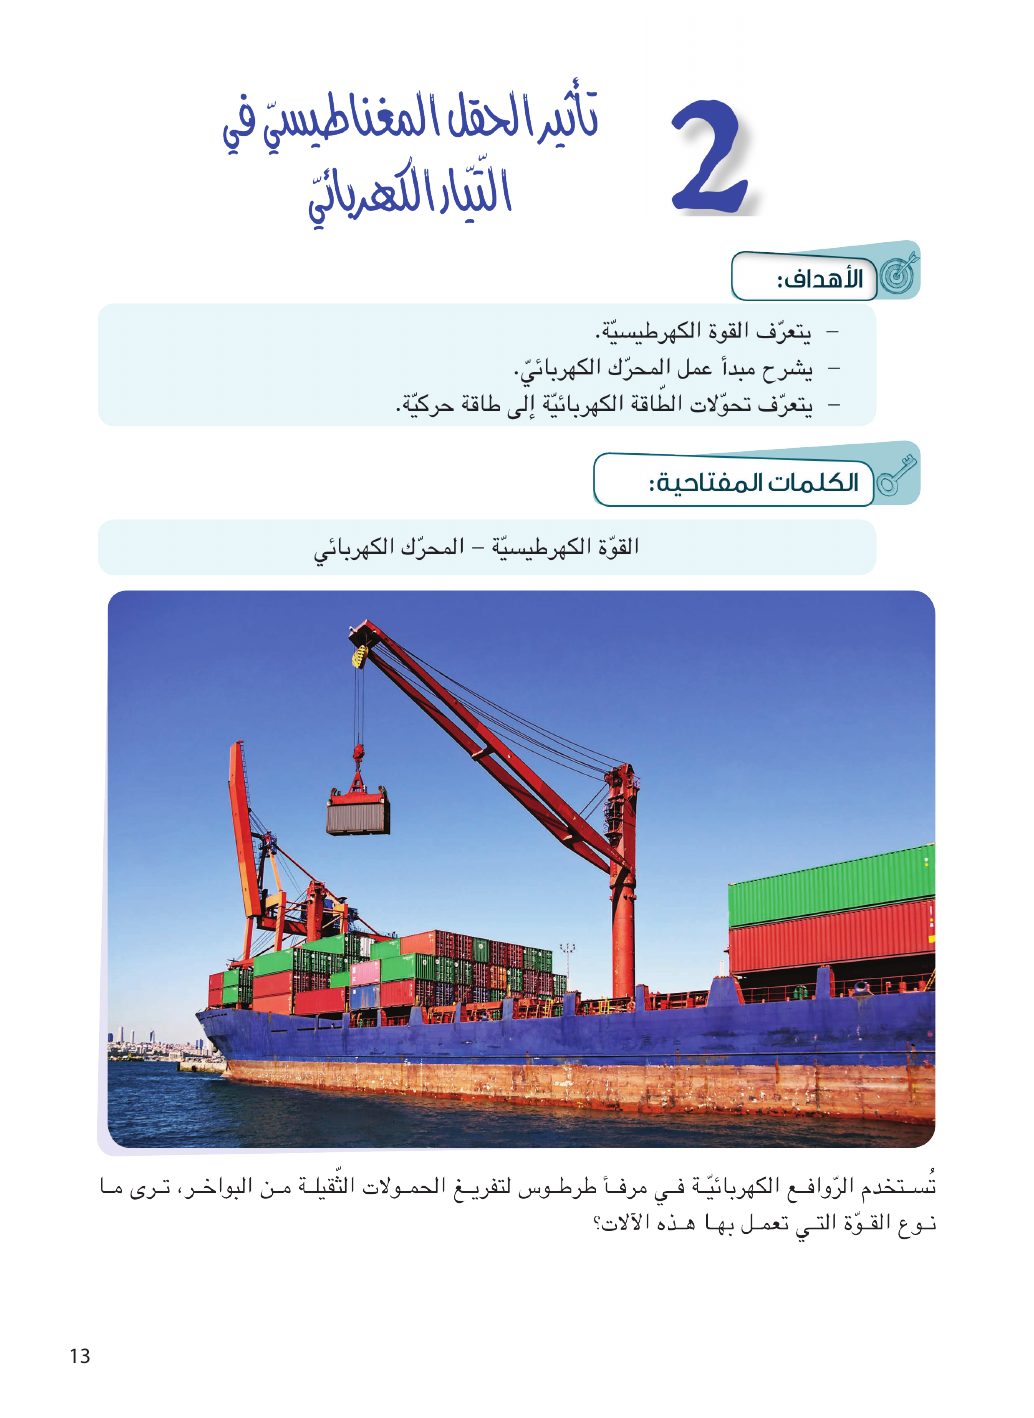 2
تأثير الحقل المغناطيسيّ في
التّيّار الكهربائيّ
الأهداف:
– يتعرّف القوة الكهرطيسيّة.
– يشرح مبدأ عمل المحرّك الكهربائيّ.
– يتعرّف تحوّلات الطّاقة الكهربائيّة إلى طاقة حركيّة.
الكلمات المفتاحية:
القوّة الكهرطيسيّة – المحرّك الكهربائي
تُستخدم الرّوافع الكهربائيّة في مرفأ طرطوس لتفريغ الحمولات الثّقيلة من البواخر، ترى ما
نوع القوّة التي تعمل بها هذه الآلات؟
13